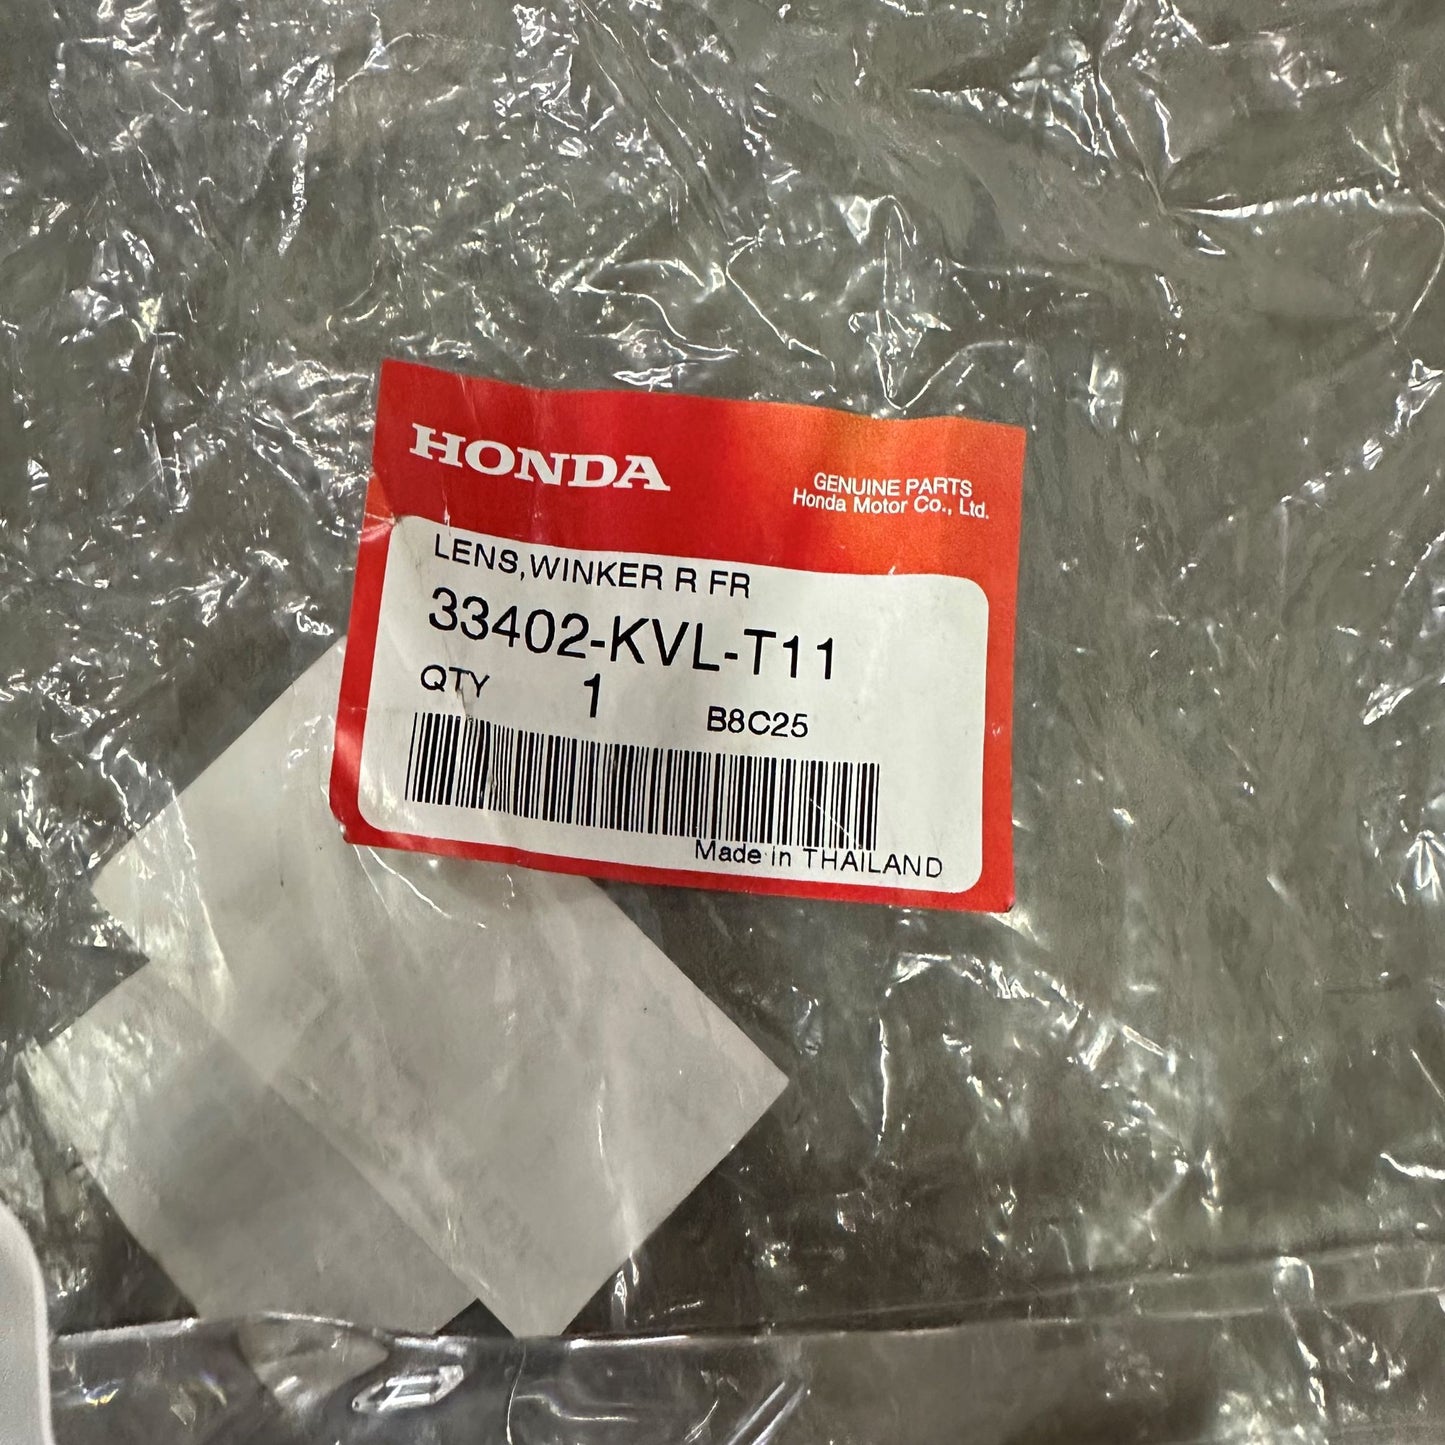 HONDA
GENUINE PARTS
Honda Motor Co., Ltd.
LENS,WINKER R FR
33402-KVL-T11
QTY 1 B8C25
Made in THAILAND